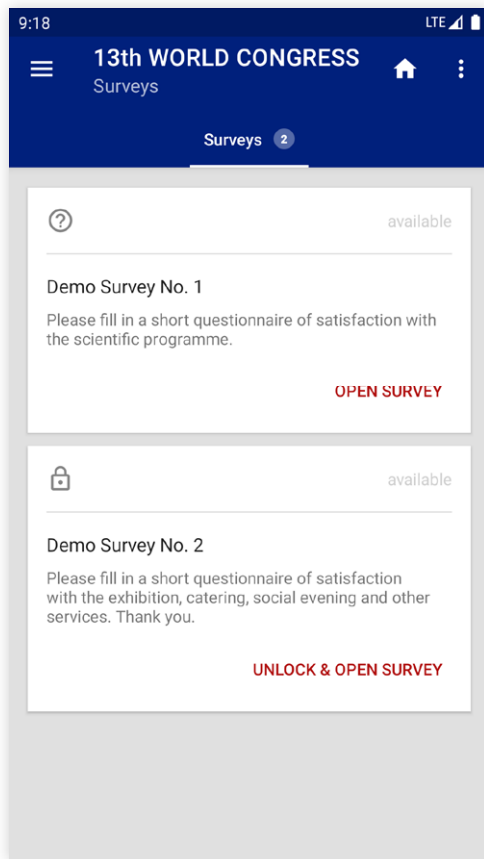 9:18 LTE
13th WORLD CONGRESS
Surveys
Surveys 2
available
Demo Survey No. 1
Please fill in a short questionnaire of satisfaction with
the scientific programme.
OPEN SURVEY
available
Demo Survey No. 2
Please fill in a short questionnaire of satisfaction
with the exhibition, catering, social evening and other
services. Thank you.
UNLOCK & OPEN SURVEY